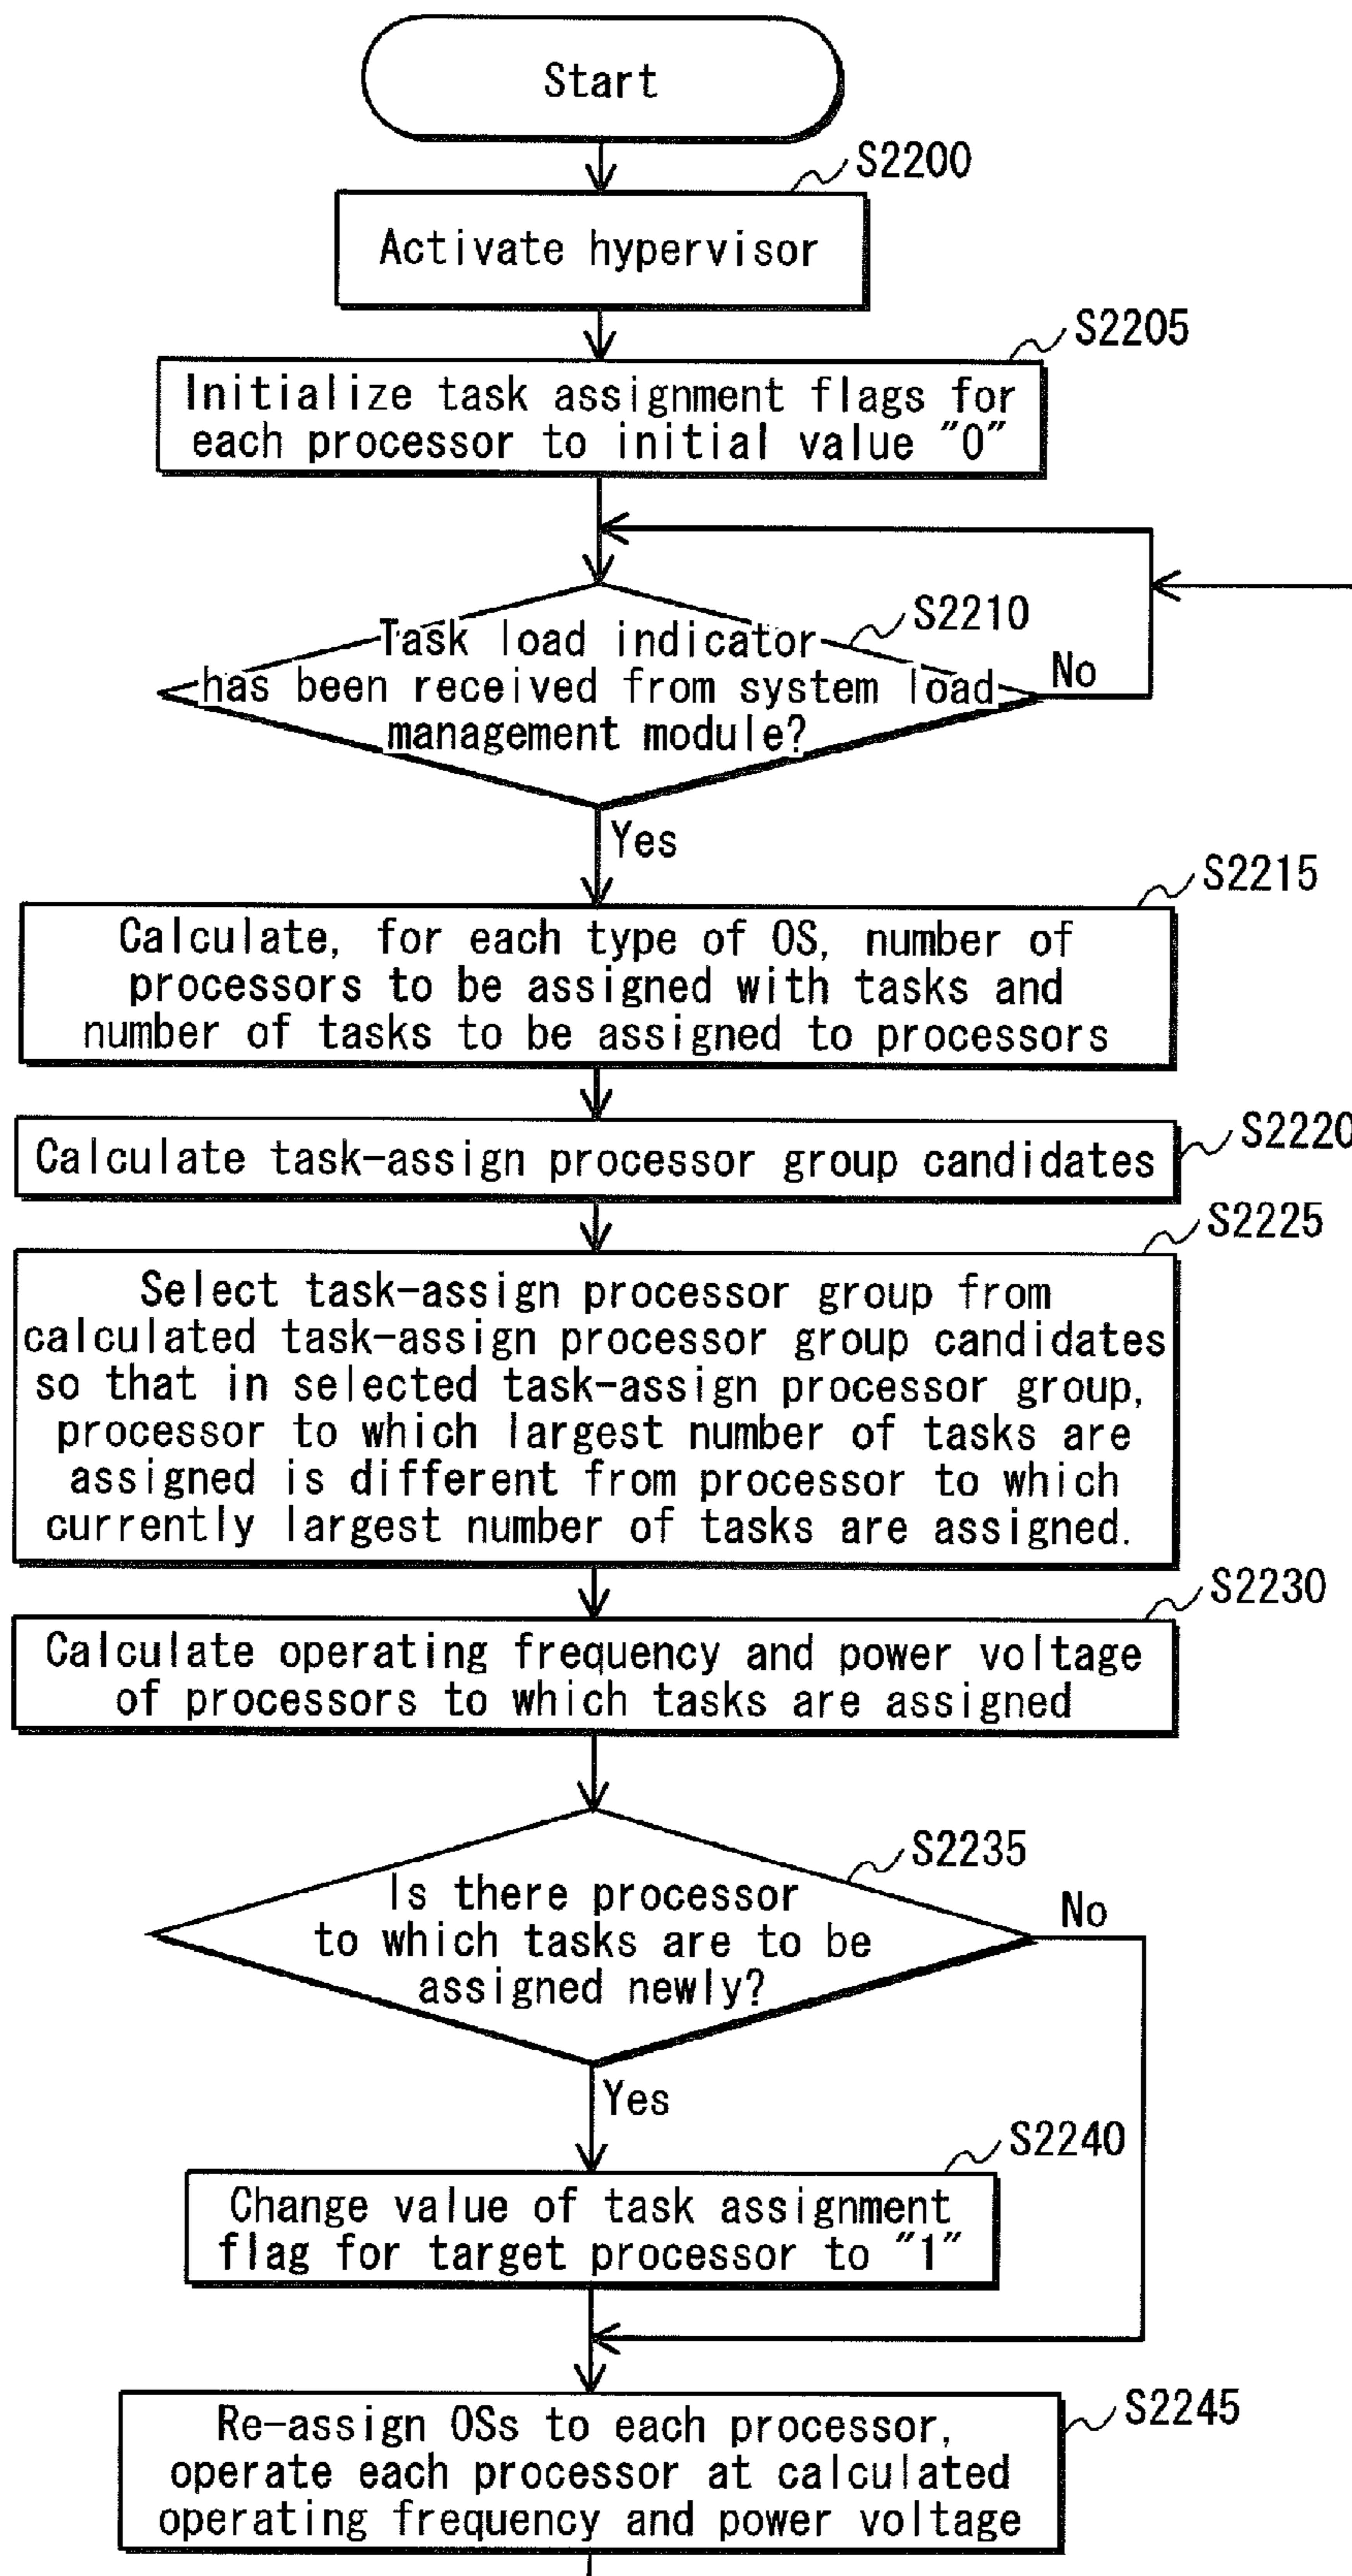 Start
S2200
Activate hypervisor
S2205
Initialize task assignment flags for
each processor to initial value "0"
S2210
Task load indicator
has been received from system load
management module?
No
Yes
S2215
Calculate, for each type of OS, number of
processors to be assigned with tasks and
number of tasks to be assigned to processors
S2220
Calculate task-assign processor group candidates
S2225
Select task-assign processor group from
calculated task-assign processor group candidates
so that in selected task-assign processor group,
processor to which largest number of tasks are
assigned is different from processor to which
currently largest number of tasks are assigned.
S2230
Calculate operating frequency and power voltage
of processors to which tasks are assigned
S2235
Is there processor
to which tasks are to be
assigned newly?
No
Yes
S2240
Change value of task assignment
flag for target processor to "1"
S2245
Re-assign OSs to each processor,
operate each processor at calculated
operating frequency and power voltage